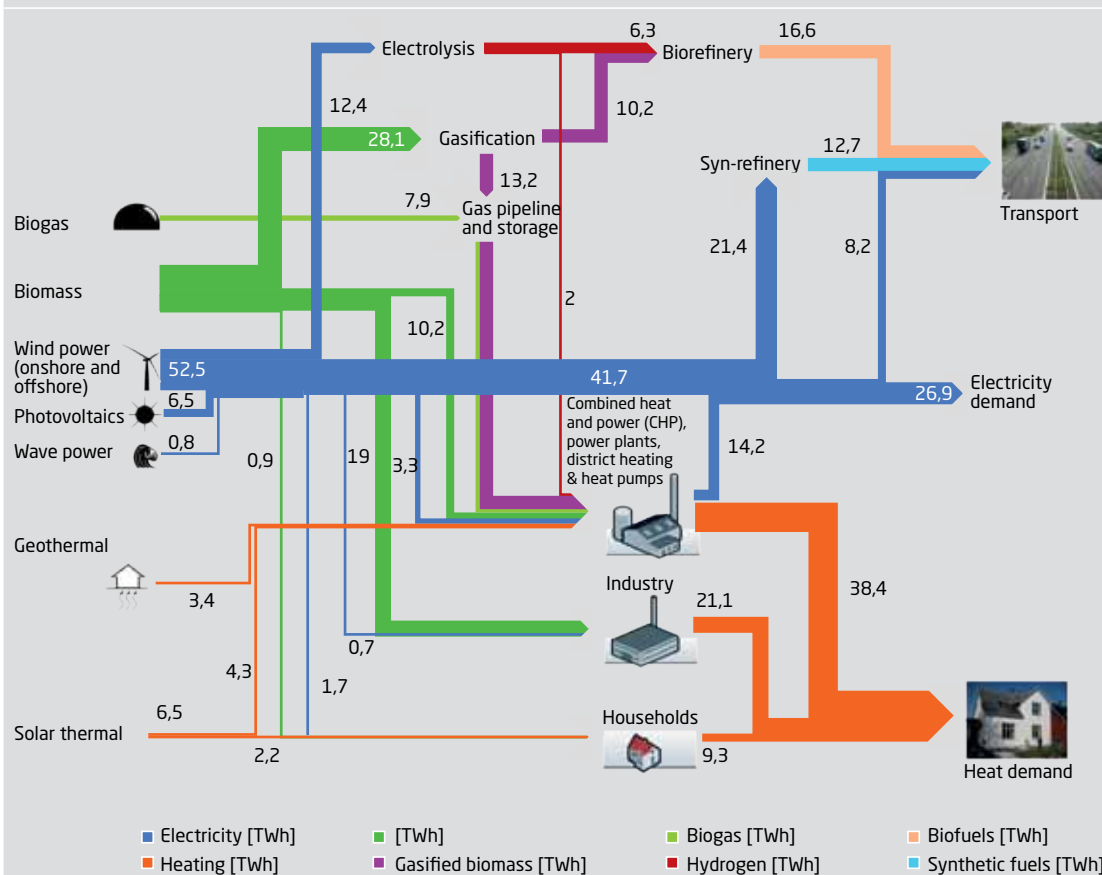 6,3
16,6
Electrolysis
Biorefinery
12,4
10,2
28,1
Gasification
12,7
Syn-refinery
13,2
7,9
Gas pipeline
and storage
Transport
Biogas
21,4
8,2
Biomass
2
10,2
Wind power
(onshore and
offshore)
52,5
41,7
26,9
Electricity
demand
6,5
Photovoltaics
Combined heat
and power (CHP),
power plants,
district heating
& heat pumps
0,8
Wave power
14,2
0,9
19
3,3
Geothermal
3,4
Industry
21,1
38,4
0,7
4,3
1,7
6,5
Solar thermal
2,2
Households
9,3
Heat demand
Electricity [TWh]
[TWh]
Biogas [TWh]
Biofuels [TWh]
Heating [TWh]
Gasified biomass [TWh]
Hydrogen [TWh]
Synthetic fuels [TWh]